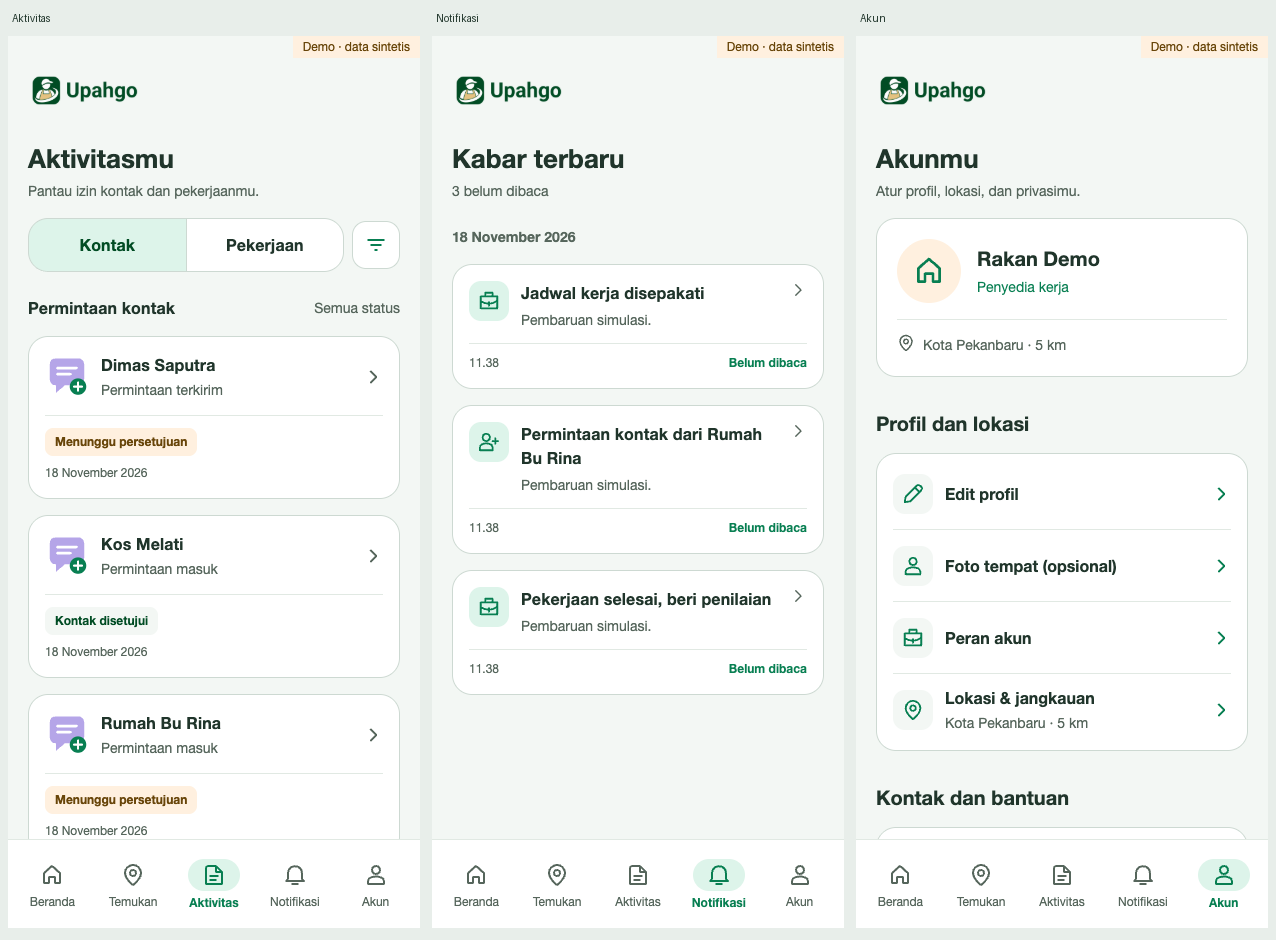 Aktivitas
Demo · data sintetis
Upahgo
Aktivitasmu
Pantau izin kontak dan pekerjaanmu.
Kontak
Pekerjaan
Permintaan kontak
Semua status
Dimas Saputra
Permintaan terkirim
Menunggu persetujuan
18 November 2026
Kos Melati
Permintaan masuk
Kontak disetujui
18 November 2026
Rumah Bu Rina
Permintaan masuk
Menunggu persetujuan
18 November 2026
Beranda
Temukan
Aktivitas
Notifikasi
Akun
Notifikasi
Demo · data sintetis
Upahgo
Kabar terbaru
3 belum dibaca
18 November 2026
Jadwal kerja disepakati
Pembaruan simulasi.
11.38
Belum dibaca
Permintaan kontak dari Rumah
Bu Rina
Pembaruan simulasi.
11.38
Belum dibaca
Pekerjaan selesai, beri penilaian
Pembaruan simulasi.
11.38
Belum dibaca
Beranda
Temukan
Aktivitas
Notifikasi
Akun
Akun
Demo · data sintetis
Upahgo
Akunmu
Atur profil, lokasi, dan privasimu.
Rakan Demo
Penyedia kerja
Kota Pekanbaru · 5 km
Profil dan lokasi
Edit profil
Foto tempat (opsional)
Peran akun
Lokasi & jangkauan
Kota Pekanbaru · 5 km
Kontak dan bantuan
Beranda
Temukan
Aktivitas
Notifikasi
Akun